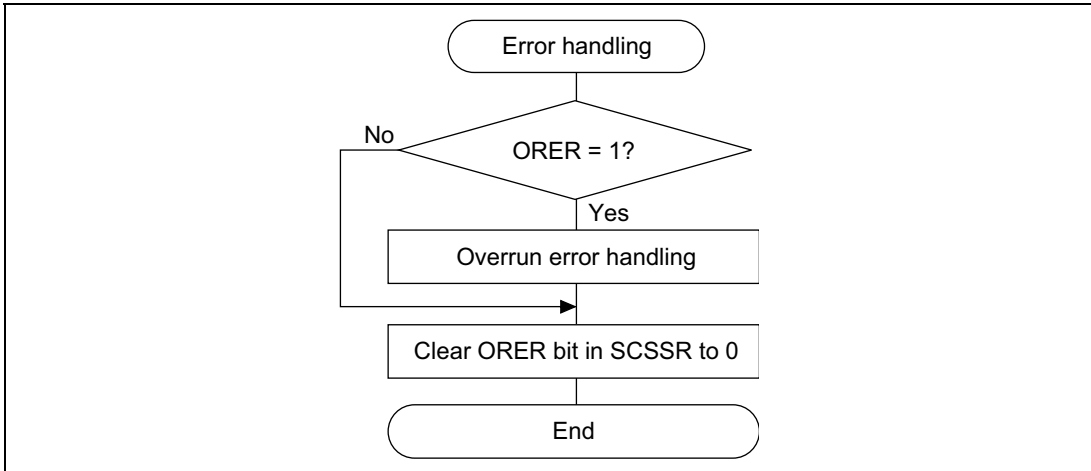 Error handling
No
ORER = 1?
Yes
Overrun error handling
Clear ORER bit in SCSSR to 0
End